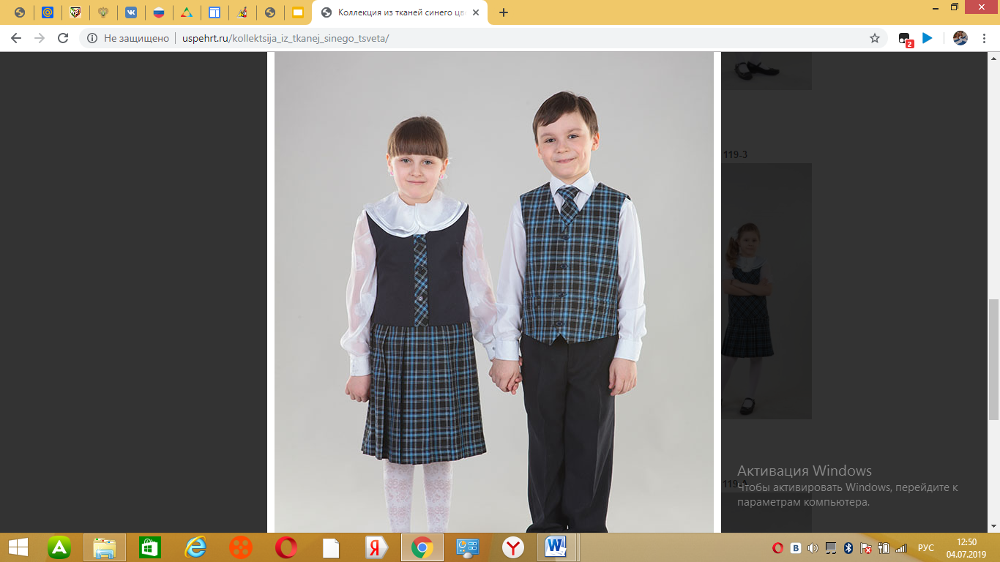 Коллекция из тканей синего цв
Не защищено
uspehrt.ru/kollektsija_iz_tkanej_sinego_tsveta/
2
119-3
Активация Windows
Чтобы активировать Windows, перейдите к
параметрам компьютера.
РУС
12:50
04.07.2019